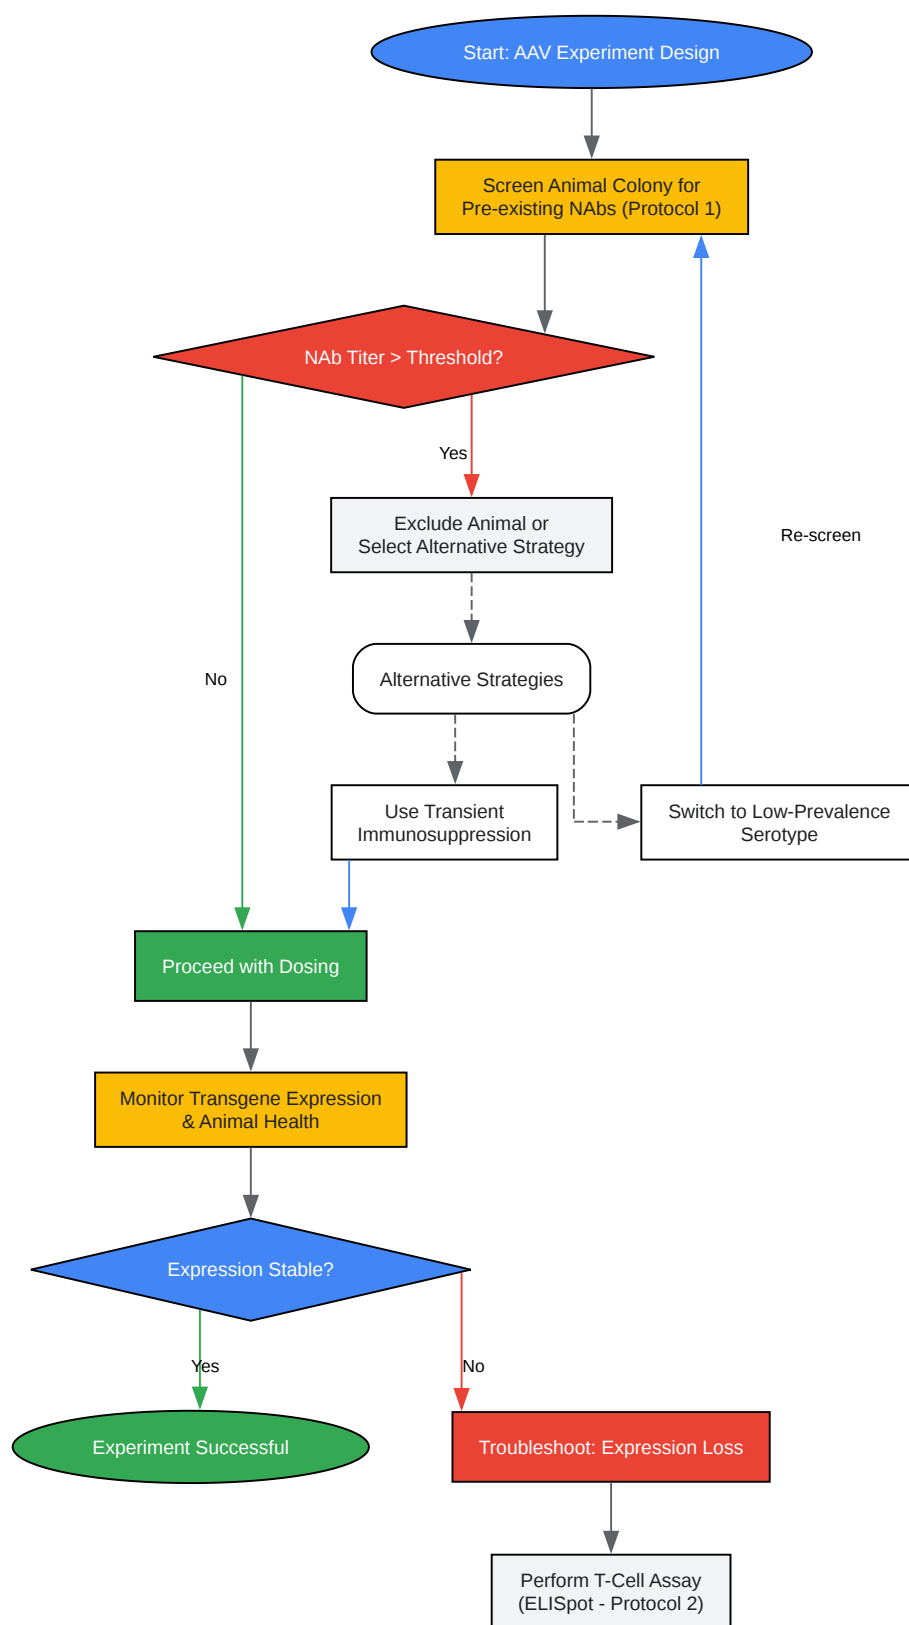 Start: AAV Experiment Design
Screen Animal Colony for
Pre-existing NAbs (Protocol 1)
NAb Titer > Threshold?
Yes
Exclude Animal or
Select Alternative Strategy
Re-screen
No
Alternative Strategies
Use Transient
Immunosuppression
Switch to Low-Prevalence
Serotype
Proceed with Dosing
Monitor Transgene Expression
& Animal Health
Expression Stable?
Yes
No
Experiment Successful
Troubleshoot: Expression Loss
Perform T-Cell Assay
(ELISpot - Protocol 2)